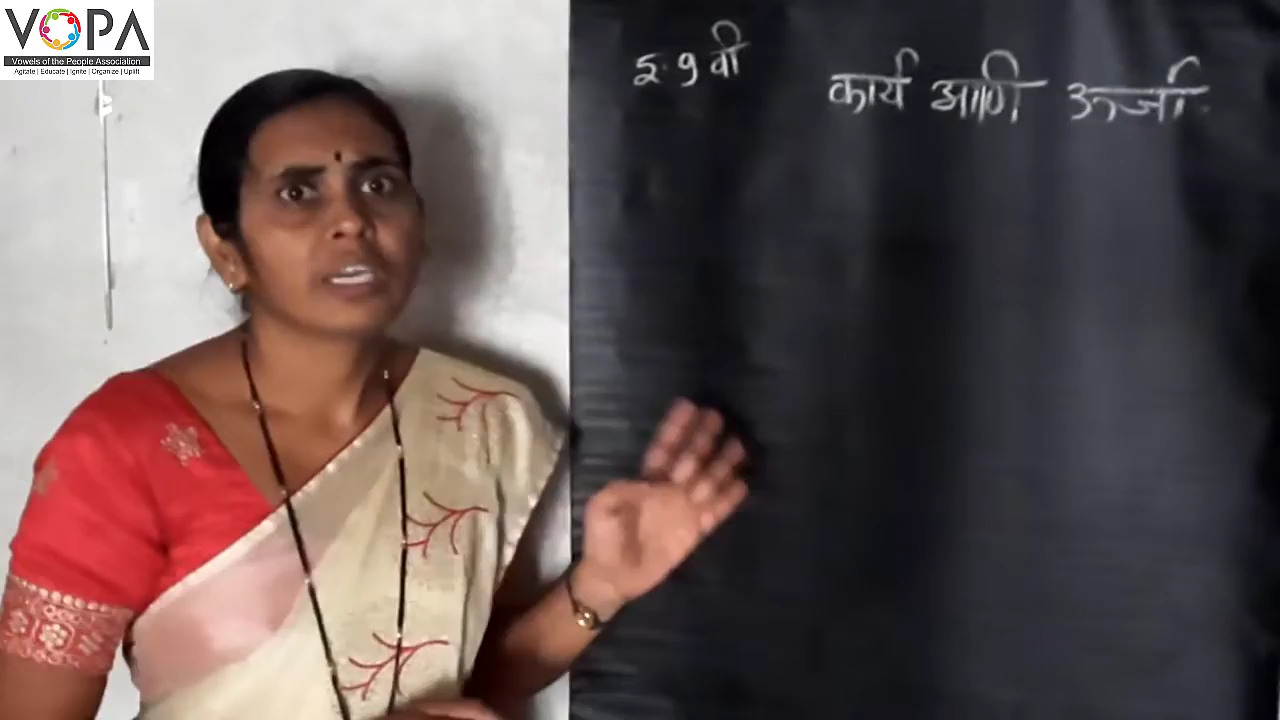 VOPA
Vowels of the People Association
Agitate | Educate | Ignite | Organize | Uplift
इ. ९ वी
कार्य आणि ऊर्जा.